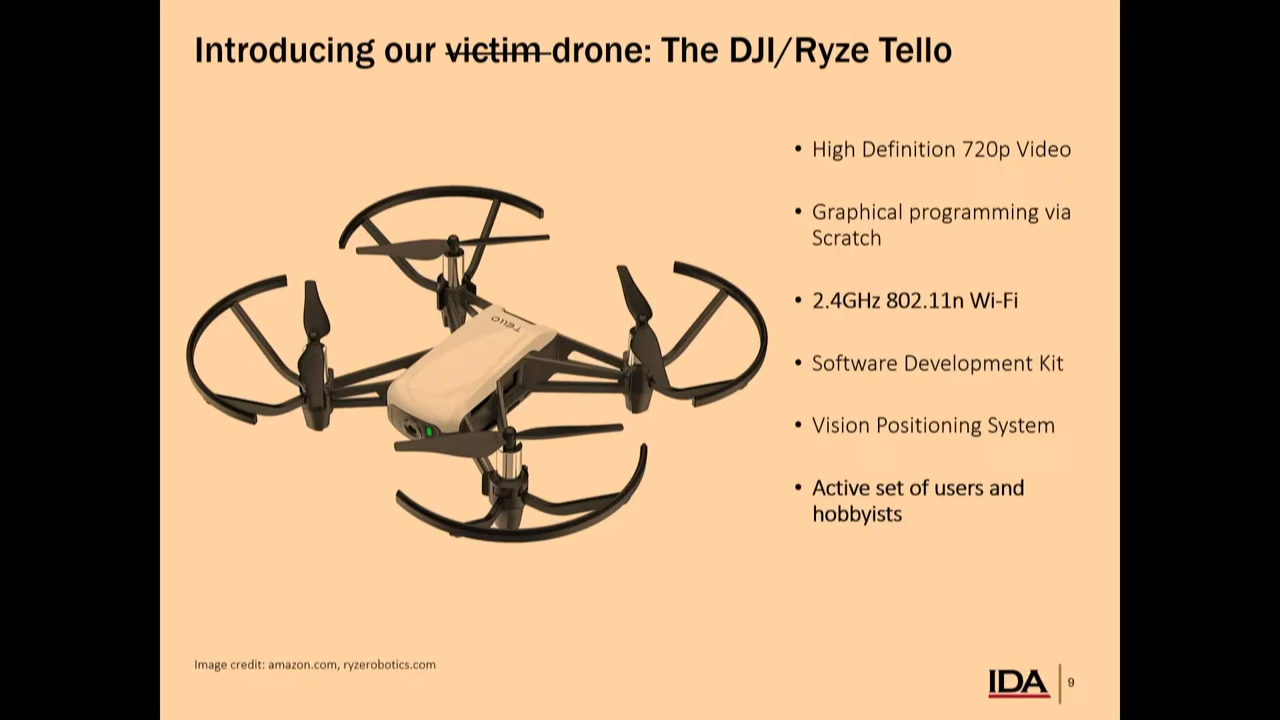 Introducing our victim drone: The DJI/Ryze Tello
• High Definition 720p Video
• Graphical programming via
Scratch
• 2.4GHz 802.11n Wi-Fi
• Software Development Kit
• Vision Positioning System
• Active set of users and
hobbyists
TELLO
Image credit: amazon.com, ryzerobotics.com
IDA
9